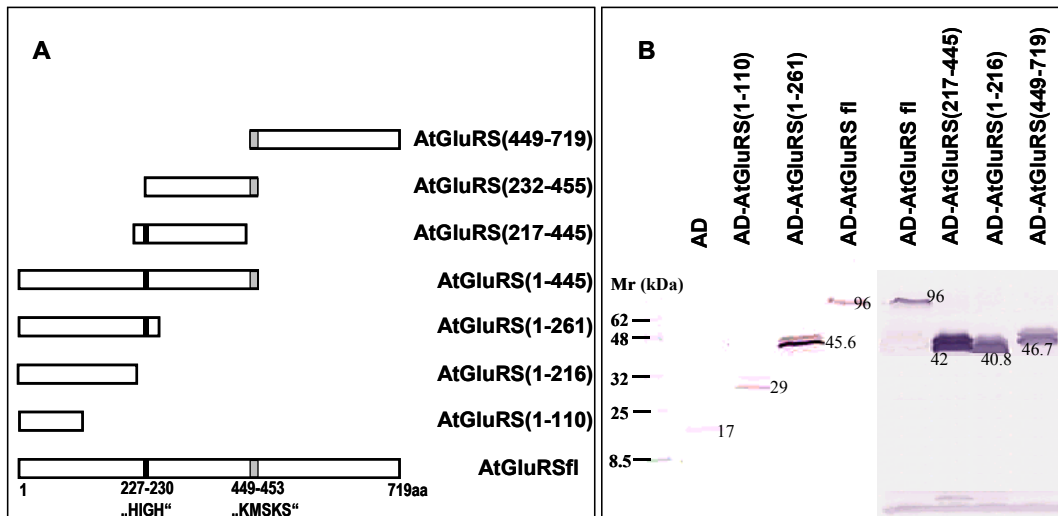 A
AtGluRS(449-719)
AtGluRS(232-455)
AtGluRS(217-445)
AtGluRS(1-445)
AtGluRS(1-261)
AtGluRS(1-216)
AtGluRS(1-110)
AtGluRSfl
1 227-230 449-453 719aa
„HIGH“ „KMSKS“
B
AD
AD-AtGluRS(1-110)
AD-AtGluRS(1-261)
AD-AtGluRS fl
AD-AtGluRS fl
AD-AtGluRS(217-445)
AD-AtGluRS(1-216)
AD-AtGluRS(449-719)
Mr (kDa)
62
48
32
25
8.5
17
29
45.6
96
96
42
40.8
46.7